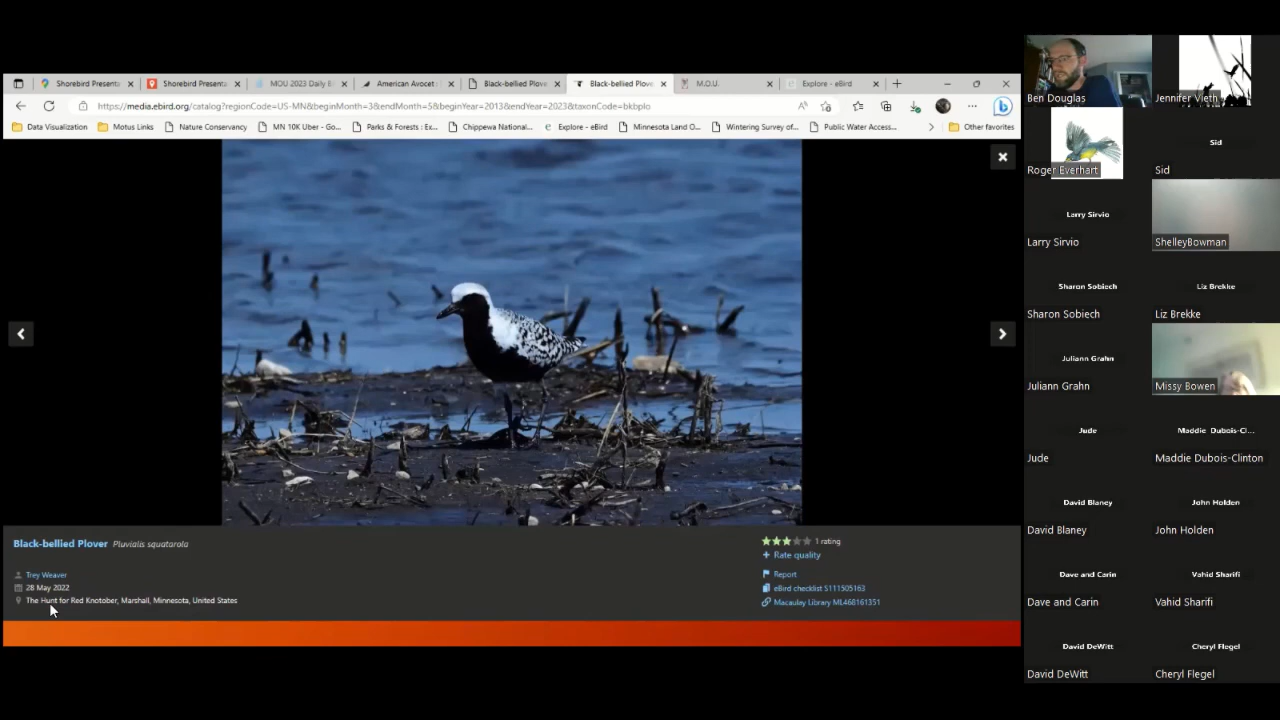 Shorebird Presenta
Shorebird Presenta
MOU 2023 Daily B
American Avocet
Black-bellied Plove
Black-bellied Plove
M.O.U.
Explore - eBird
https://media.ebird.org/catalog?regionCode=US-MN&beginMonth=3&endMonth=5&beginYear=2013&endYear=2023&taxonCode=bkbplo
Data Visualization
Motus Links
Nature Conservancy
MN 10K Uber - Go...
Parks & Forests : Ex...
Chippewa National...
Explore - eBird
Minnesota Land O...
Wintering Survey of...
Public Water Access...
Other favorites
Black-bellied Plover Pluvialis squatarola
Trey Weaver
28 May 2022
The Hunt for Red Knotober, Marshall, Minnesota, United States
1 rating
Rate quality
Report
eBird checklist S111505163
Macaulay Library ML468161351
Ben Douglas
Jennifer Vieth
Roger Everhart
Sid
Sid
Larry Sirvio
Larry Sirvio
ShelleyBowman
Sharon Sobiech
Sharon Sobiech
Liz Brekke
Liz Brekke
Juliann Grahn
Juliann Grahn
Missy Bowen
Jude
Jude
Maddie Dubois-Cl...
Maddie Dubois-Clinton
David Blaney
David Blaney
John Holden
John Holden
Dave and Carin
Dave and Carin
Vahid Sharifi
Vahid Sharifi
David DeWitt
David DeWitt
Cheryl Flegel
Cheryl Flegel